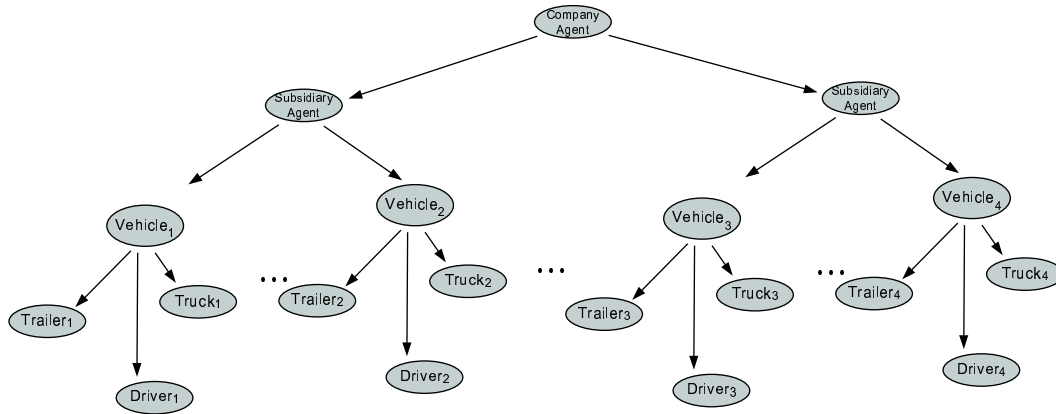 Company
Agent
Subsidiary
Agent
Subsidiary
Agent
Vehicle1
Vehicle2
Vehicle3
Vehicle4
Trailer1
Truck1
...
Trailer2
Truck2
...
Trailer3
Truck3
...
Trailer4
Truck4
Driver1
Driver2
Driver3
Driver4